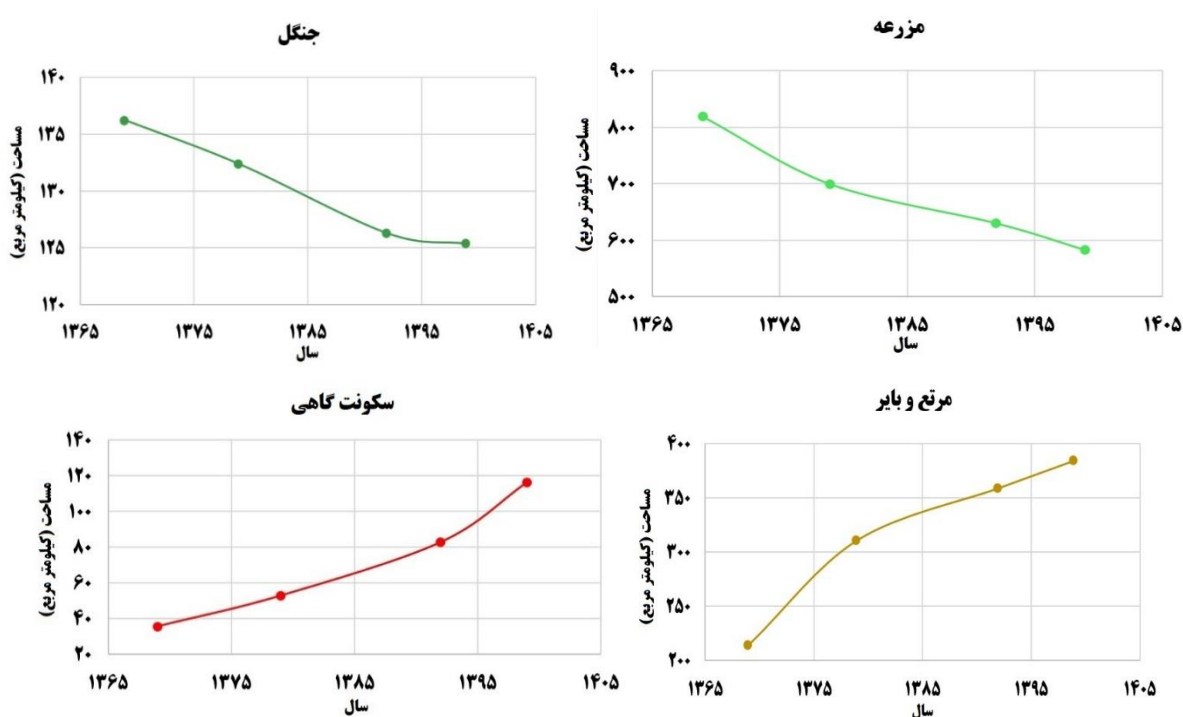 جنگل
مساحت (کیلومتر مربع)
۱۴۰
۱۳۵
۱۳۰
۱۲۵
۱۲۰
۱۳۶۵ ۱۳۷۵ ۱۳۸۵ ۱۳۹۵ ۱۴۰۵
سال
مزرعه
مساحت (کیلومتر مربع)
۹۰۰
۸۰۰
۷۰۰
۶۰۰
۵۰۰
۱۳۶۵ ۱۳۷۵ ۱۳۸۵ ۱۳۹۵ ۱۴۰۵
سال
سکونت گاهی
مساحت (کیلومتر مربع)
۱۴۰
۱۲۰
۱۰۰
۸۰
۶۰
۴۰
۲۰
۱۳۶۵ ۱۳۷۵ ۱۳۸۵ ۱۳۹۵ ۱۴۰۵
سال
مرتع و بایر
مساحت (کیلومتر مربع)
۴۰۰
۳۵۰
۳۰۰
۲۵۰
۲۰۰
۱۳۶۵ ۱۳۷۵ ۱۳۸۵ ۱۳۹۵ ۱۴۰۵
سال